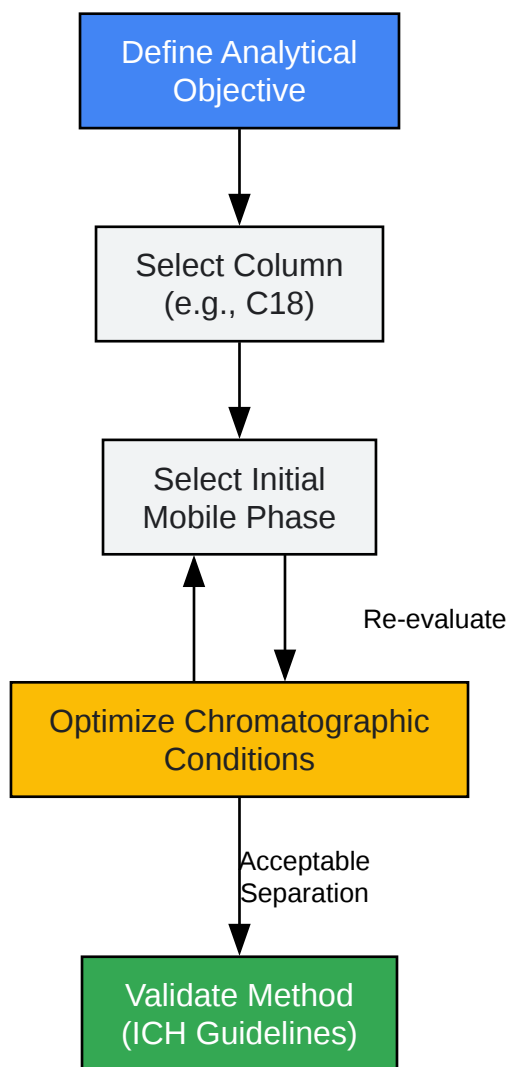 Define Analytical
Objective
Select Column
(e.g., C18)
Select Initial
Mobile Phase
Re-evaluate
Optimize Chromatographic
Conditions
Acceptable
Separation
Validate Method
(ICH Guidelines)